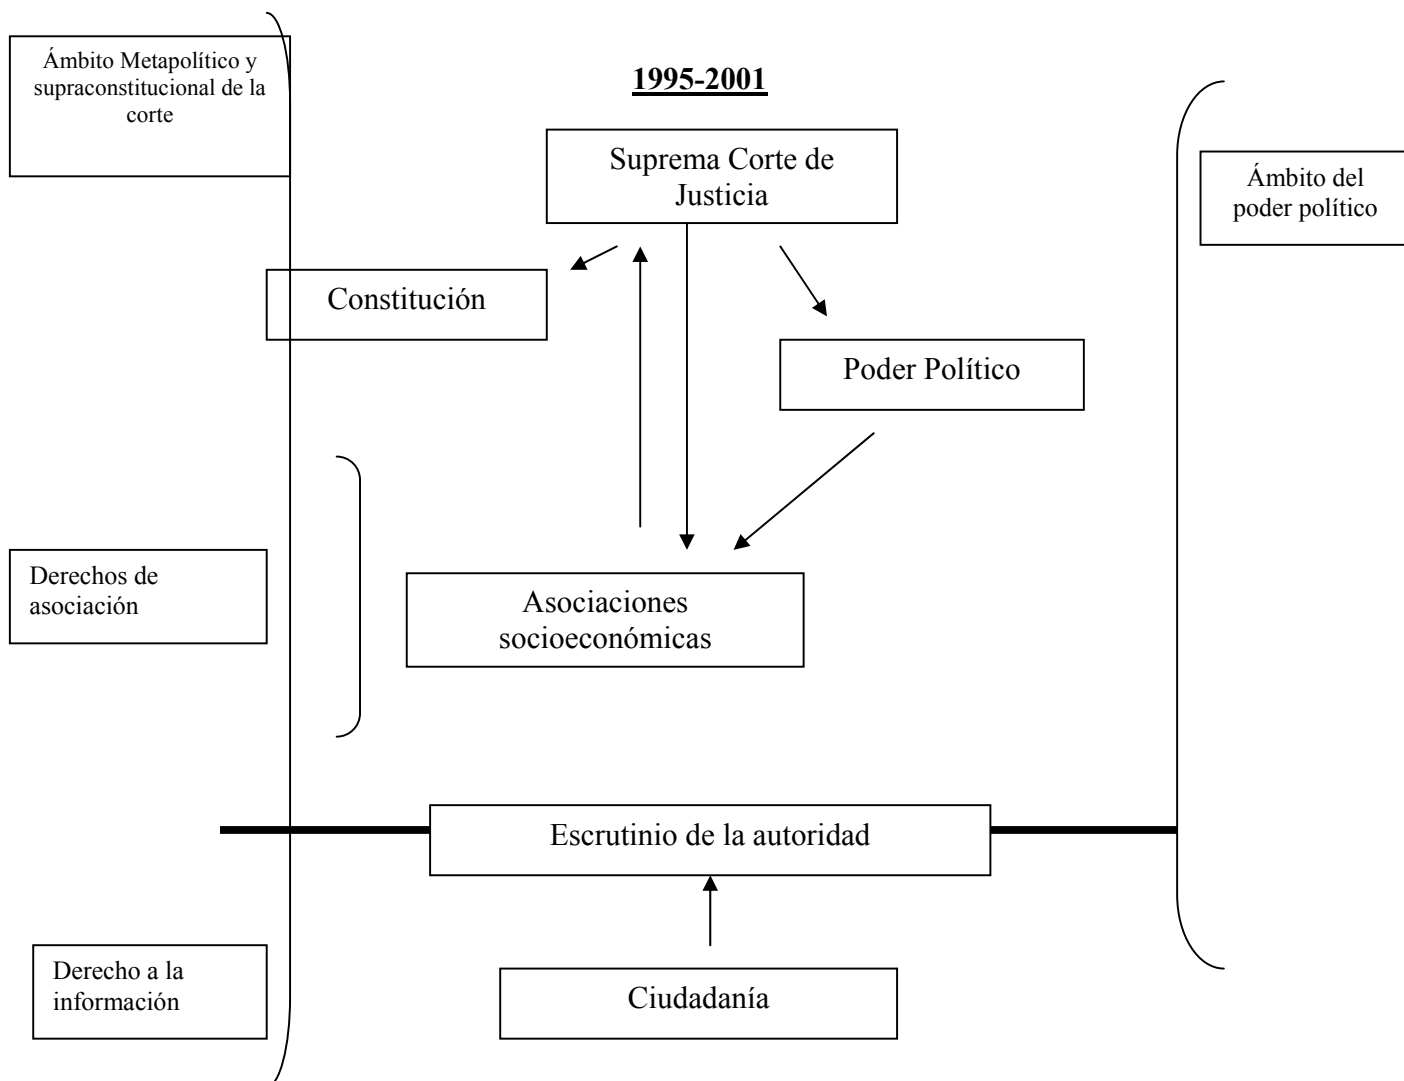 Ámbito Metapolítico y
supraconstitucional de la
corte
1995-2001
Suprema Corte de
Justicia
Ámbito del
poder político
Constitución
Poder Político
Derechos de
asociación
Asociaciones
socioeconómicas
Escrutinio de la autoridad
Derecho a la
información
Ciudadanía